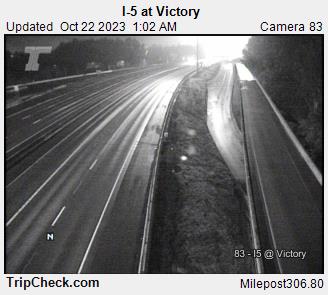 I-5 at Victory
Updated Oct 22 2023 1:02 AM Camera 83
T
N
83 - I5 @ Victory
TripCheck.com Milepost306.80